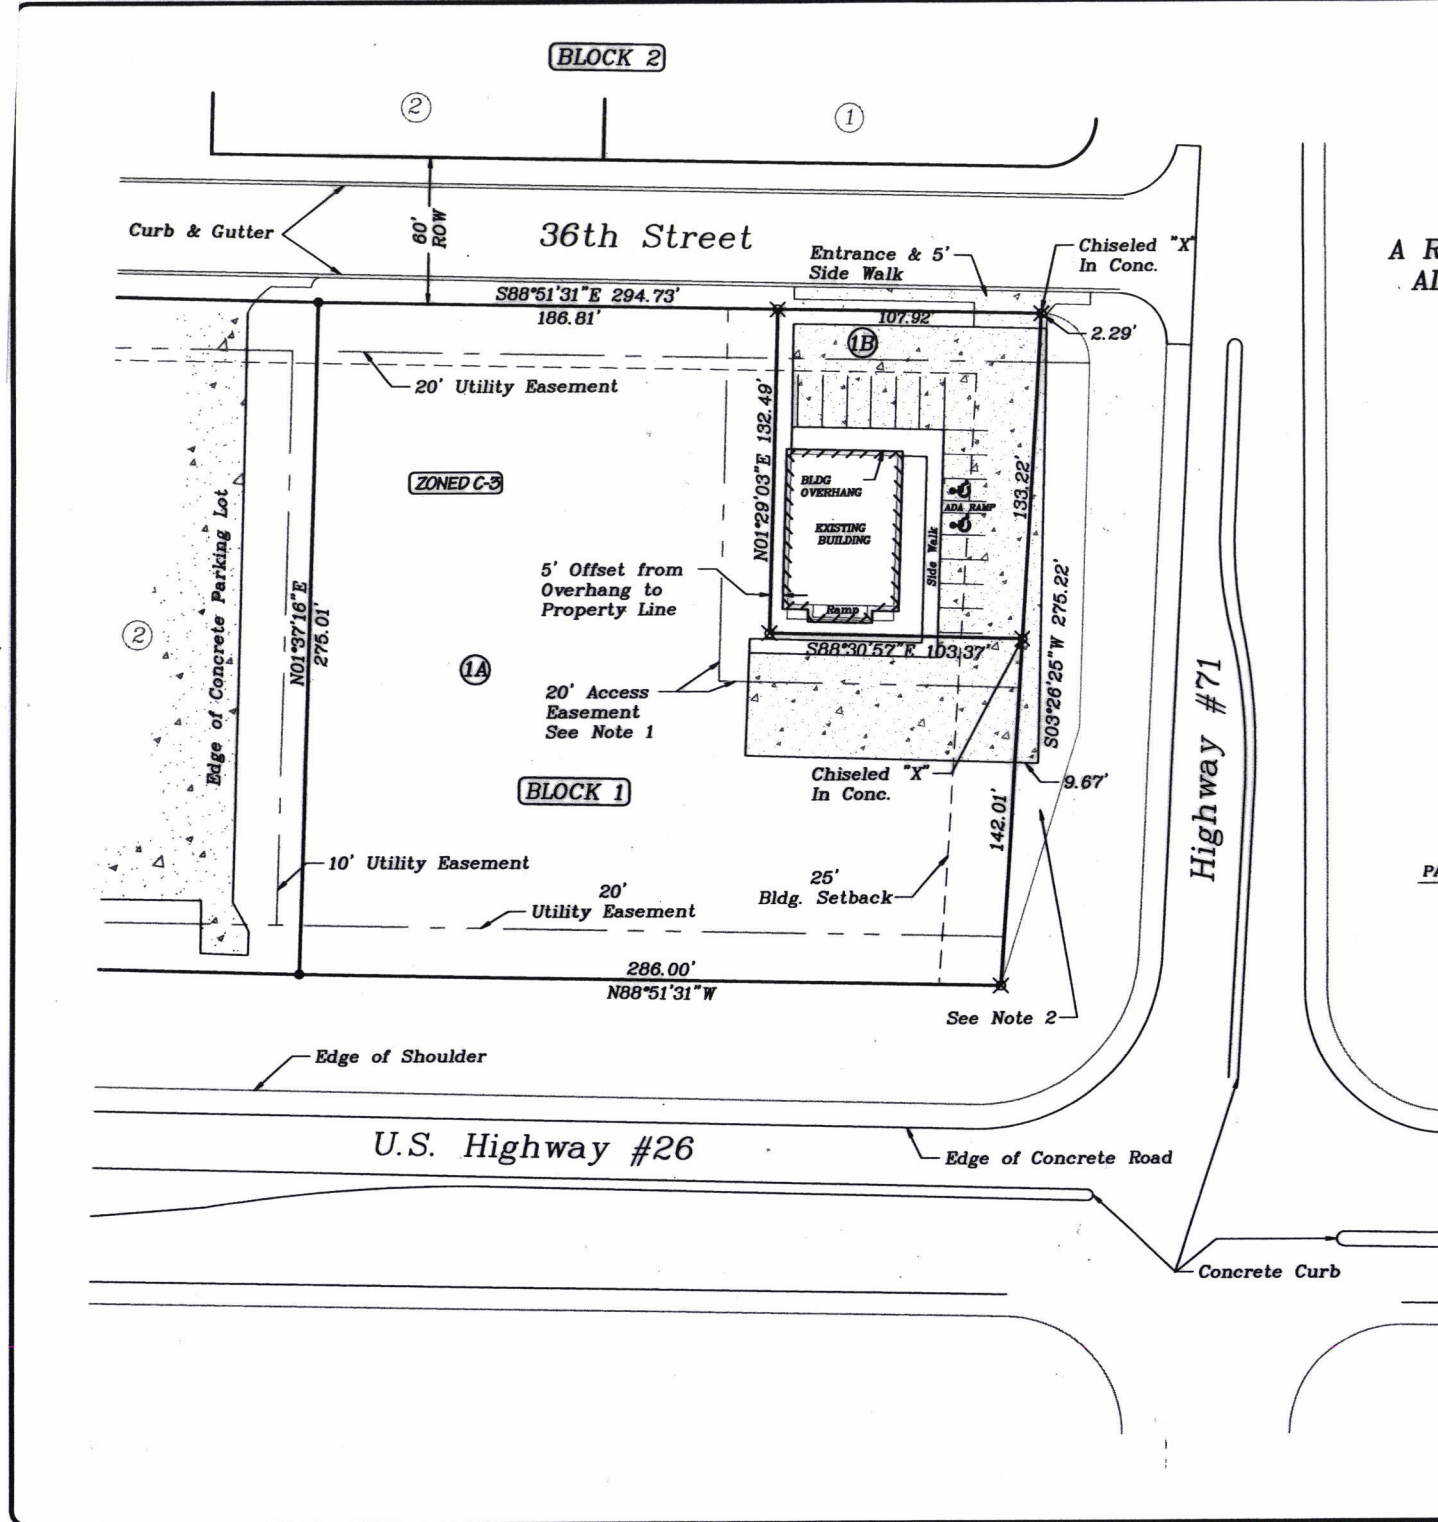 BLOCK 2
2
1
Curb & Gutter
60'
ROW
36th Street
Entrance & 5'
Side Walk
Chiseled "X"
In Conc.
S88°51'31"E 294.73'
186.81'
107.92'
2.29'
1B
20' Utility Easement
ZONED C-3
N01°29'03"E 132.49'
BLDG
OVERHANG
EXISTING
BUILDING
Ramp
ADA RAMP
Side Walk
133.22'
S03°26'25"W 275.22'
Edge of Concrete Parking Lot
2
N01°37'16"E
275.01'
5' Offset from
Overhang to
Property Line
S88°30'57"E 103.37'
1A
20' Access
Easement
See Note 1
BLOCK 1
Chiseled "X"
In Conc.
9.67'
142.01'
Highway #71
10' Utility Easement
20'
Utility Easement
25'
Bldg. Setback
286.00'
N88°51'31"W
See Note 2
Edge of Shoulder
U.S. Highway #26
Edge of Concrete Road
Concrete Curb
A